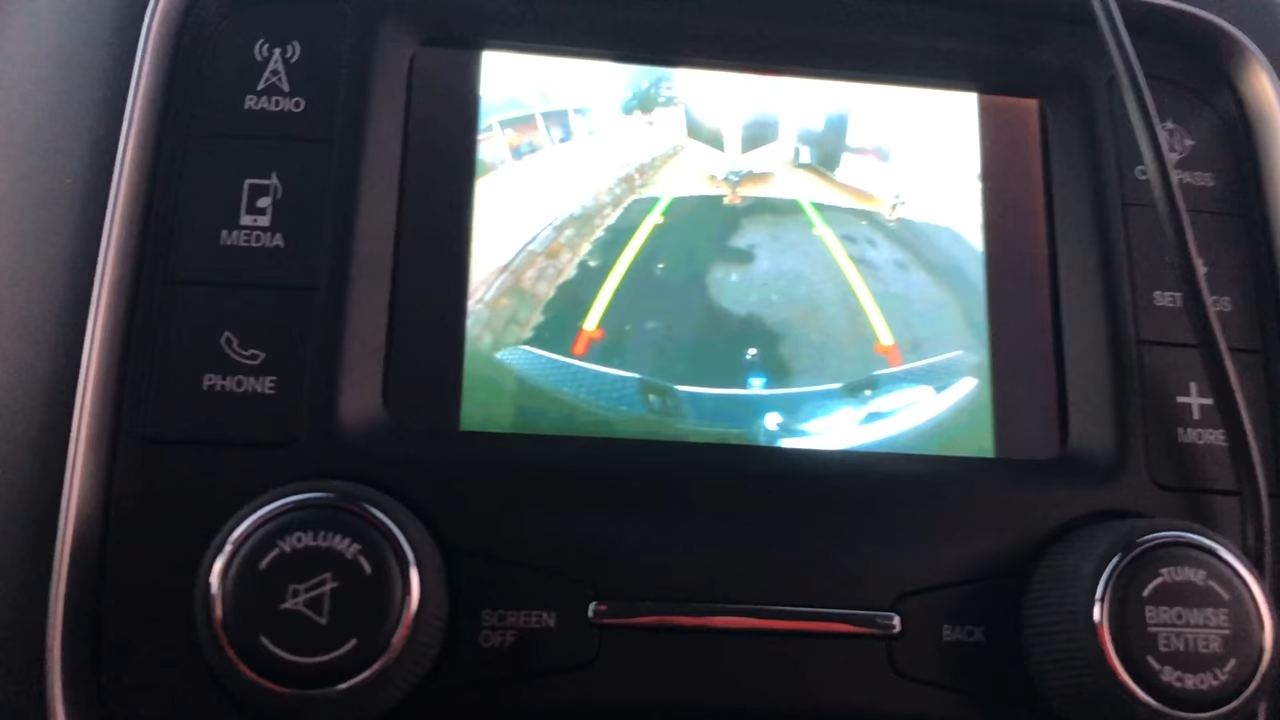 RADIO
MEDIA
PHONE
MORE
VOLUME
SCREEN
OFF
BACK
TUNE
BROWSE
ENTER
SCROLL